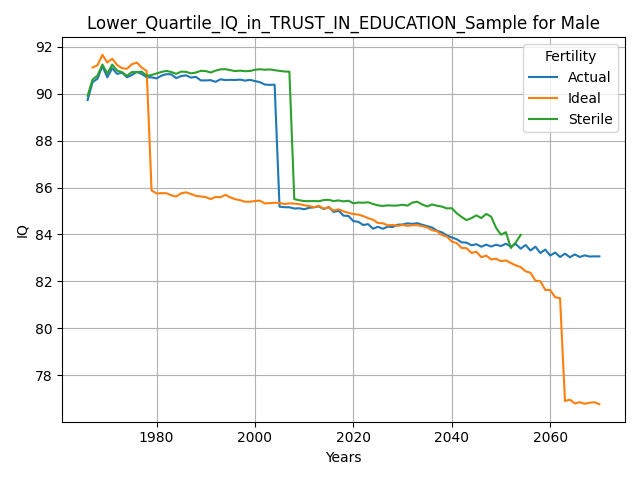 Lower_Quartile_IQ_in_TRUST_IN_EDUCATION_Sample for Male
Fertility
Actual
Ideal
Sterile
92
90
88
86
84
82
80
78
IQ
1980
2000
2020
2040
2060
Years